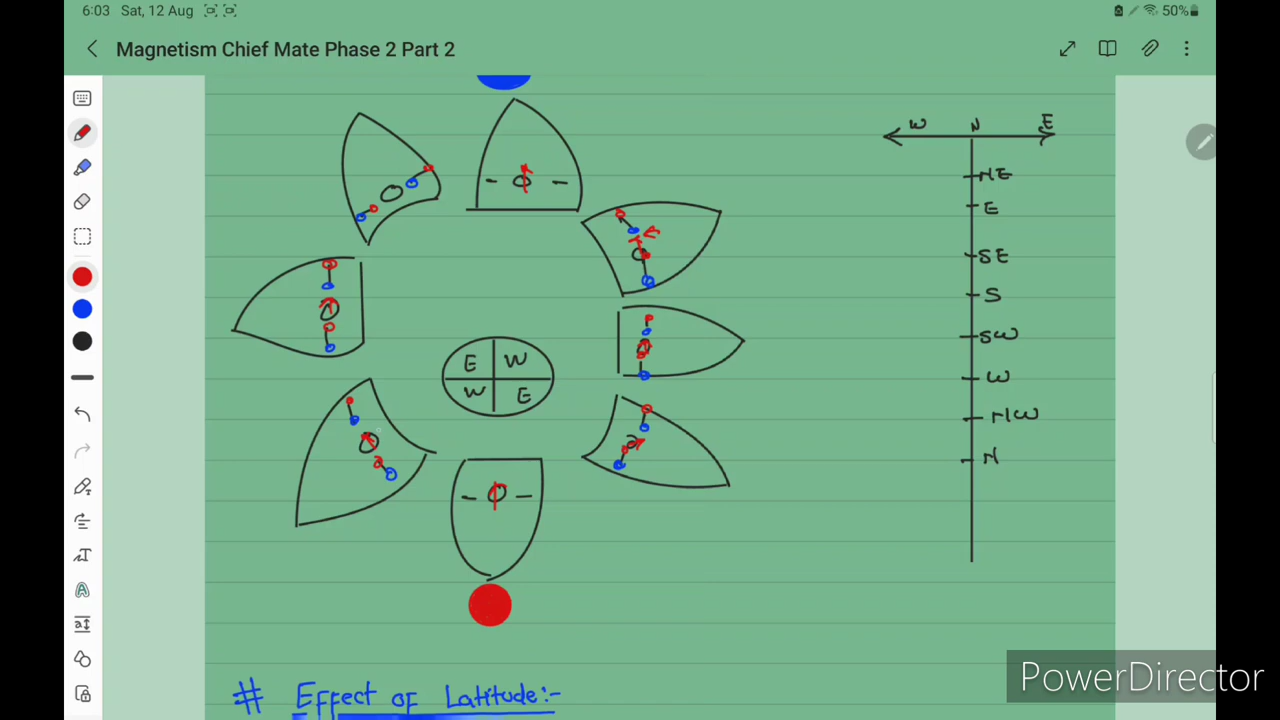 6:03 Sat, 12 Aug 50%
Magnetism Chief Mate Phase 2 Part 2
W N E
NE
E
SE
S
SW
W
NW
N
E W
W E
# Effect of Latitude:-
PowerDirector